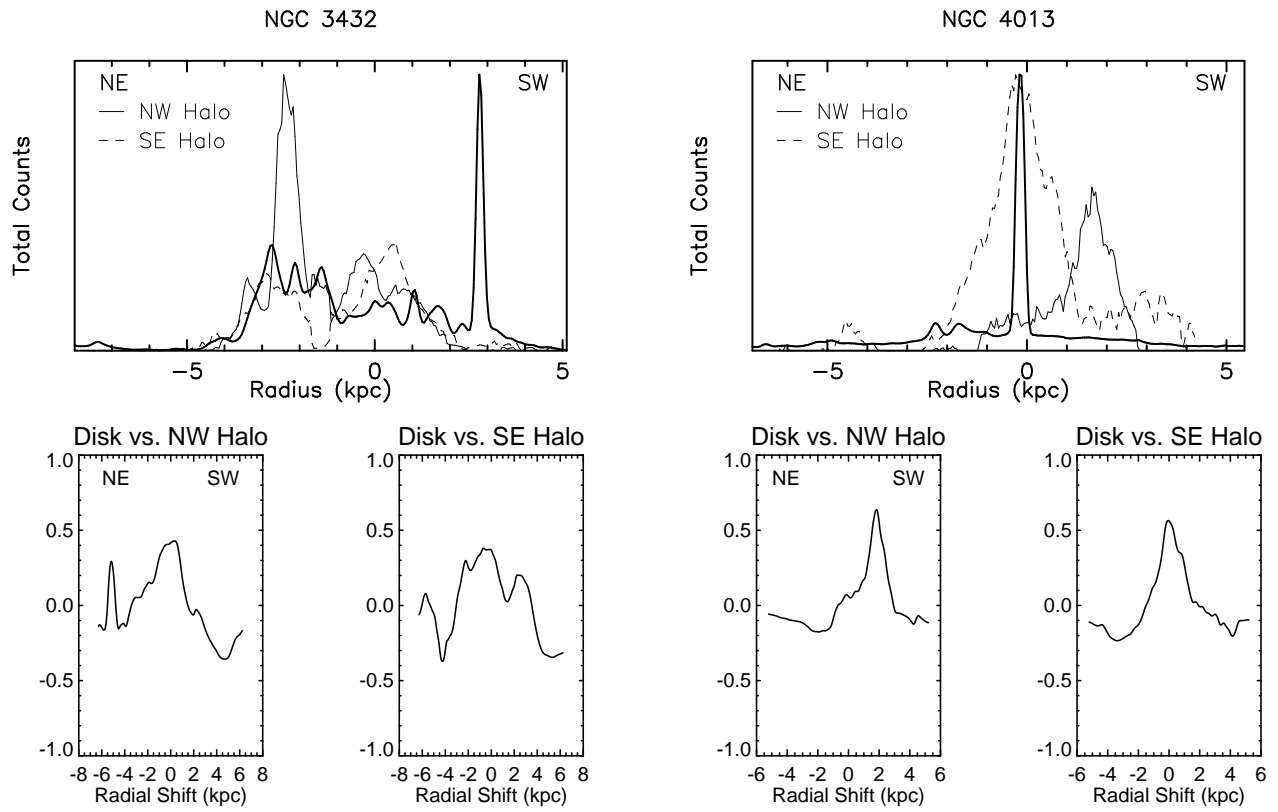 NGC 3432
NGC 4013
Total Counts
NE
SW
NW Halo
SE Halo
−5 0 5
Radius (kpc)
Total Counts
NE
SW
NW Halo
SE Halo
−5 0 5
Radius (kpc)
Disk vs. NW Halo
NE SW
1.0
0.5
0.0
-0.5
-1.0
-8 -6 -4 -2 0 2 4 6 8
Radial Shift (kpc)
Disk vs. SE Halo
1.0
0.5
0.0
-0.5
-1.0
-8 -6 -4 -2 0 2 4 6 8
Radial Shift (kpc)
Disk vs. NW Halo
NE SW
1.0
0.5
0.0
-0.5
-1.0
-6 -4 -2 0 2 4 6
Radial Shift (kpc)
Disk vs. SE Halo
1.0
0.5
0.0
-0.5
-1.0
-6 -4 -2 0 2 4 6
Radial Shift (kpc)